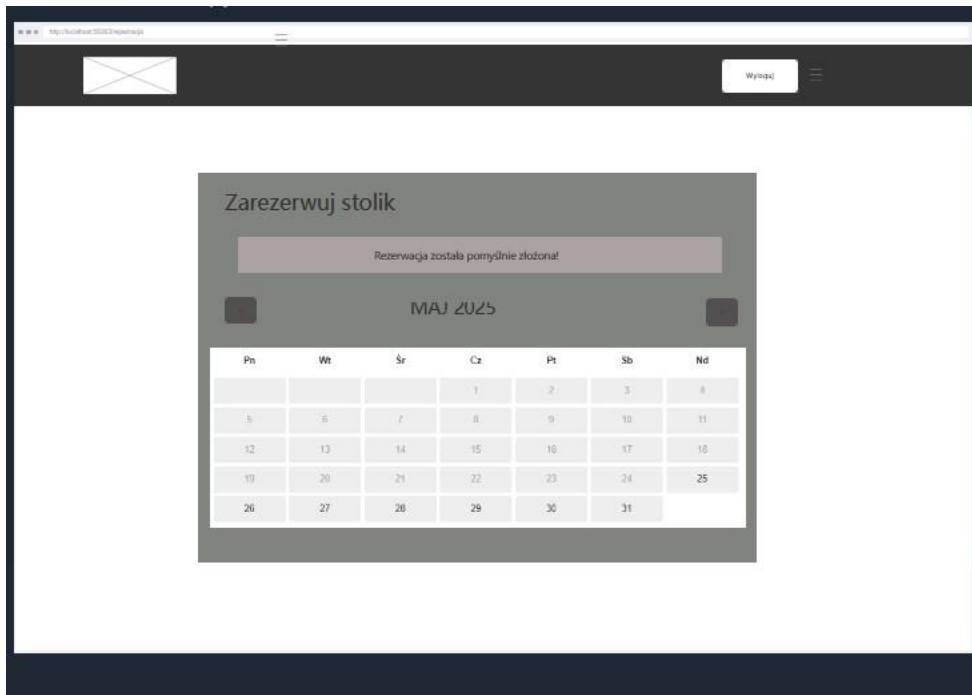 Wyloguj
Zarezerwuj stolik
Rezerwacja została pomyślnie złożona!
MAJ 2025
Pn Wt Śr Cz Pt Sb Nd
1 2 3 4
5 6 7 8 9 10 11
12 13 14 15 16 17 18
19 20 21 22 23 24 25
26 27 28 29 30 31